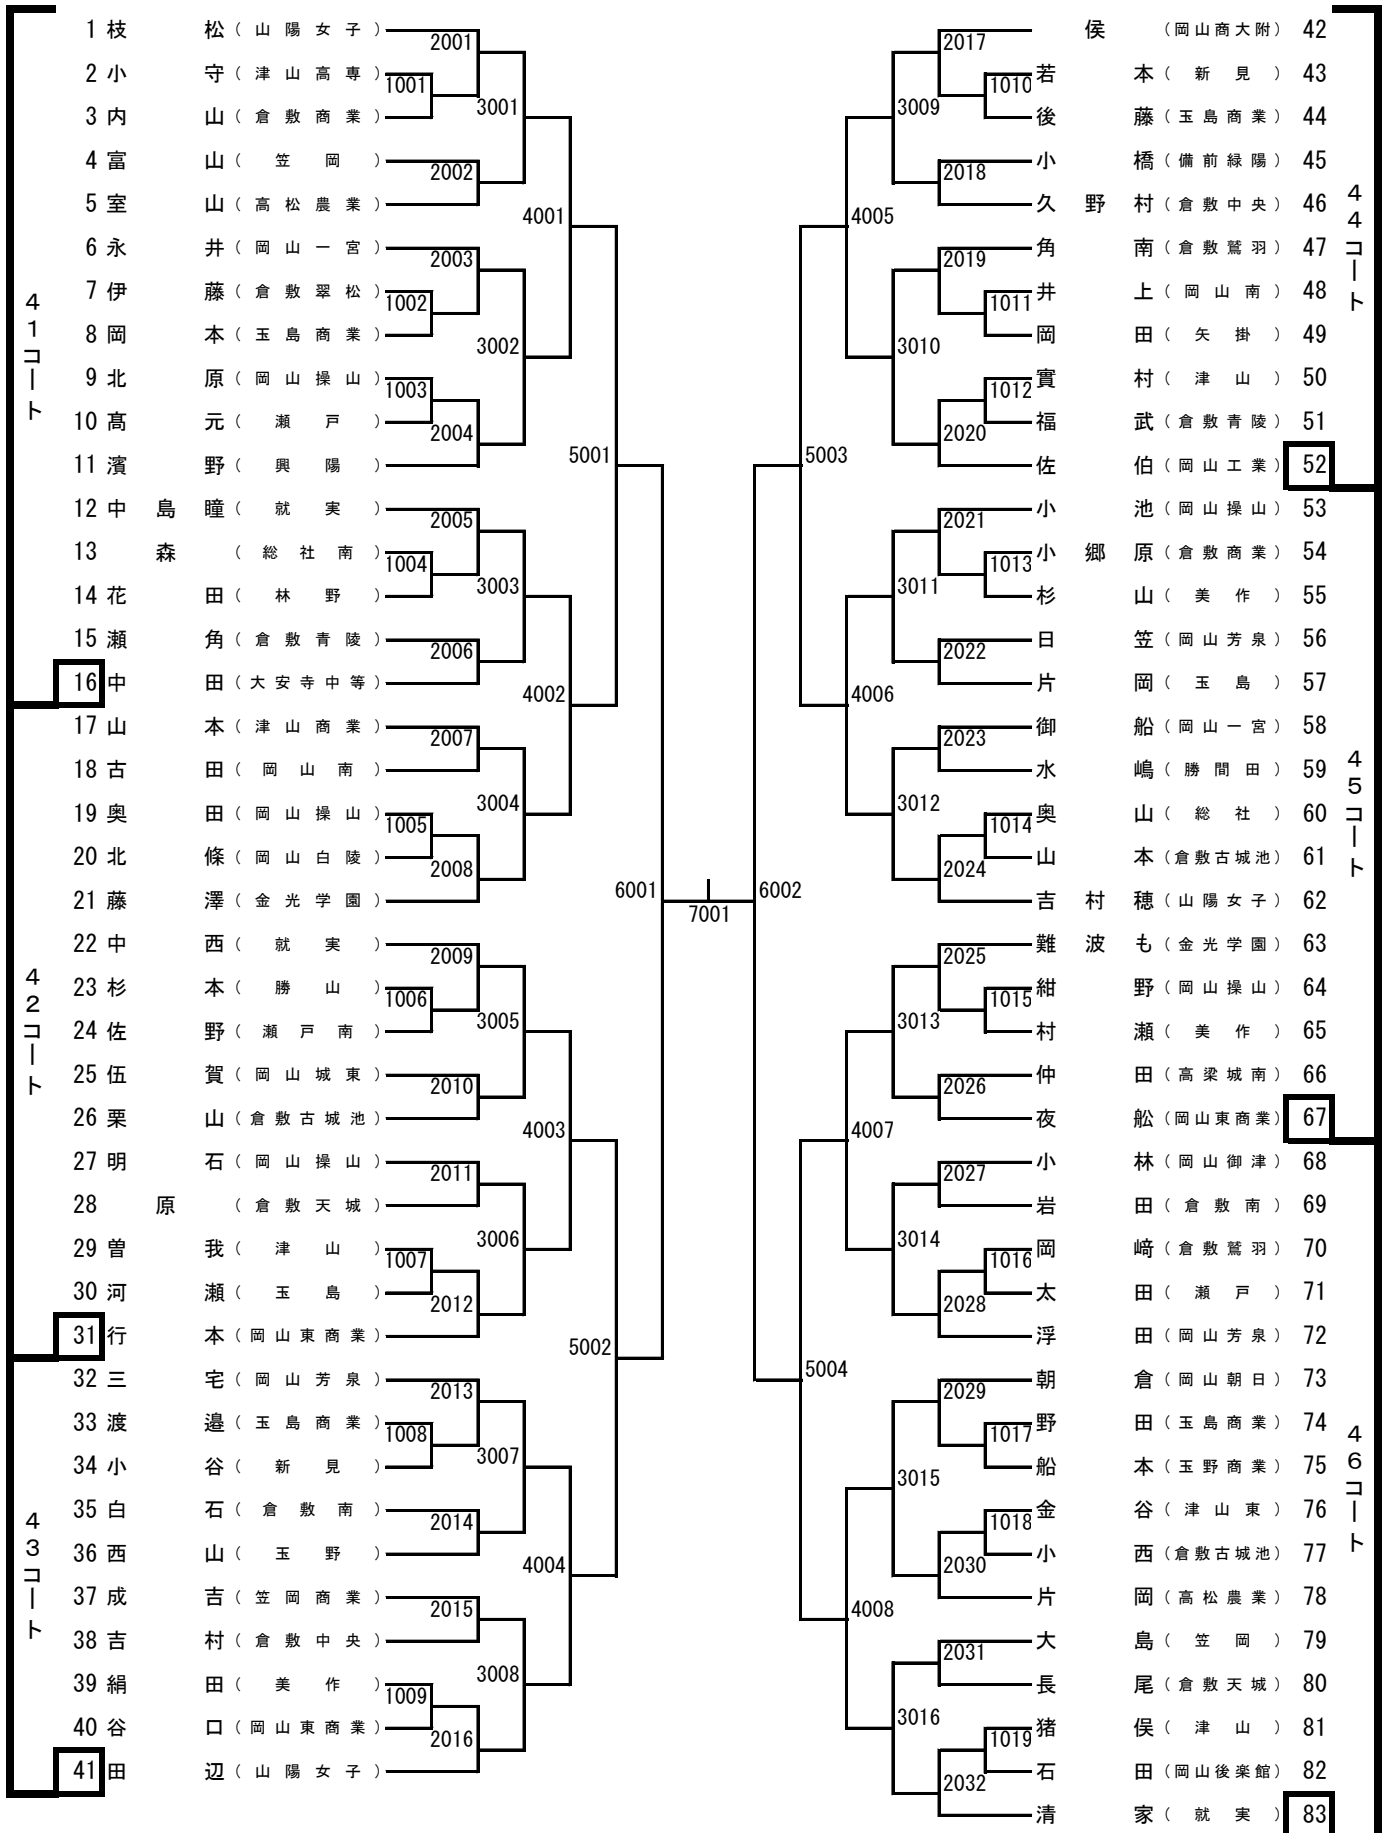 41コート
1 枝松（山陽女子）
2001
2 小守（津山高専）
1001
3 内山（倉敷商業）
3001
4 富山（笠岡）
2002
5 室山（高松農業）
4001
6 永井（岡山一宮）
2003
7 伊藤（倉敷翠松）
1002
8 岡本（玉島商業）
3002
9 北原（岡山操山）
1003
10 髙元（瀬戸）
2004
11 濱野（興陽）
5001
12 中島瞳（就実）
2005
13 森（総社南）
1004
14 花田（林野）
3003
15 瀬角（倉敷青陵）
2006
16 中田（大安寺中等）
4002
42コート
17 山本（津山商業）
2007
18 古田（岡山南）
3004
19 奥田（岡山操山）
1005
20 北條（岡山白陵）
2008
21 藤澤（金光学園）
6001
22 中西（就実）
2009
23 杉本（勝山）
1006
24 佐野（瀬戸南）
3005
25 伍賀（岡山城東）
2010
26 栗山（倉敷古城池）
4003
27 明石（岡山操山）
2011
28 原（倉敷天城）
3006
29 曽我（津山）
1007
30 河瀬（玉島）
2012
31 行本（岡山東商業）
5002
43コート
32 三宅（岡山芳泉）
2013
33 渡邉（玉島商業）
1008
34 小谷（新見）
3007
35 白石（倉敷南）
2014
36 西山（玉野）
4004
37 成吉（笠岡商業）
2015
38 吉村（倉敷中央）
3008
39 絹田（美作）
1009
40 谷口（岡山東商業）
2016
41 田辺（山陽女子）
7001
44コート
侯（岡山商大附） 42
2017
若本（新見） 43
1010
後藤（玉島商業） 44
3009
小橋（備前緑陽） 45
2018
久野村（倉敷中央） 46
4005
角南（倉敷鷲羽） 47
2019
井上（岡山南） 48
1011
岡田（矢掛） 49
3010
實村（津山） 50
1012
福武（倉敷青陵） 51
2020
佐伯（岡山工業） 52
5003
45コート
小池（岡山操山） 53
2021
小郷原（倉敷商業） 54
1013
杉山（美作） 55
3011
日笠（岡山芳泉） 56
2022
片岡（玉島） 57
4006
御船（岡山一宮） 58
2023
水嶋（勝間田） 59
3012
奥山（総社） 60
1014
山本（倉敷古城池） 61
2024
吉村穂（山陽女子） 62
6002
難波も（金光学園） 63
2025
紺野（岡山操山） 64
1015
村瀬（美作） 65
3013
仲田（高梁城南） 66
2026
夜舩（岡山東商業） 67
4007
46コート
小林（岡山御津） 68
2027
岩田（倉敷南） 69
3014
岡﨑（倉敷鷲羽） 70
1016
太田（瀬戸） 71
2028
浮田（岡山芳泉） 72
5004
朝倉（岡山朝日） 73
2029
野田（玉島商業） 74
1017
船本（玉野商業） 75
3015
金谷（津山東） 76
1018
小西（倉敷古城池） 77
2030
片岡（高松農業） 78
4008
大島（笠岡） 79
2031
長尾（倉敷天城） 80
3016
猪俣（津山） 81
1019
石田（岡山後楽館） 82
2032
清家（就実） 83